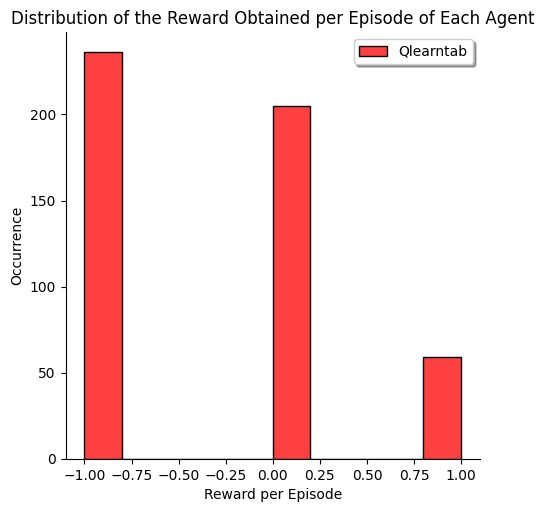 Distribution of the Reward Obtained per Episode of Each Agent
Qlearntab
Occurrence
200
150
100
50
0
−1.00 −0.75 −0.50 −0.25 0.00 0.25 0.50 0.75 1.00
Reward per Episode